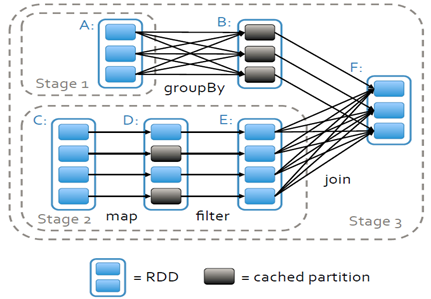 A:
B:
F:
Stage 1
groupBy
C:
D:
E:
join
Stage 2
map
filter
Stage 3
= RDD
= cached partition